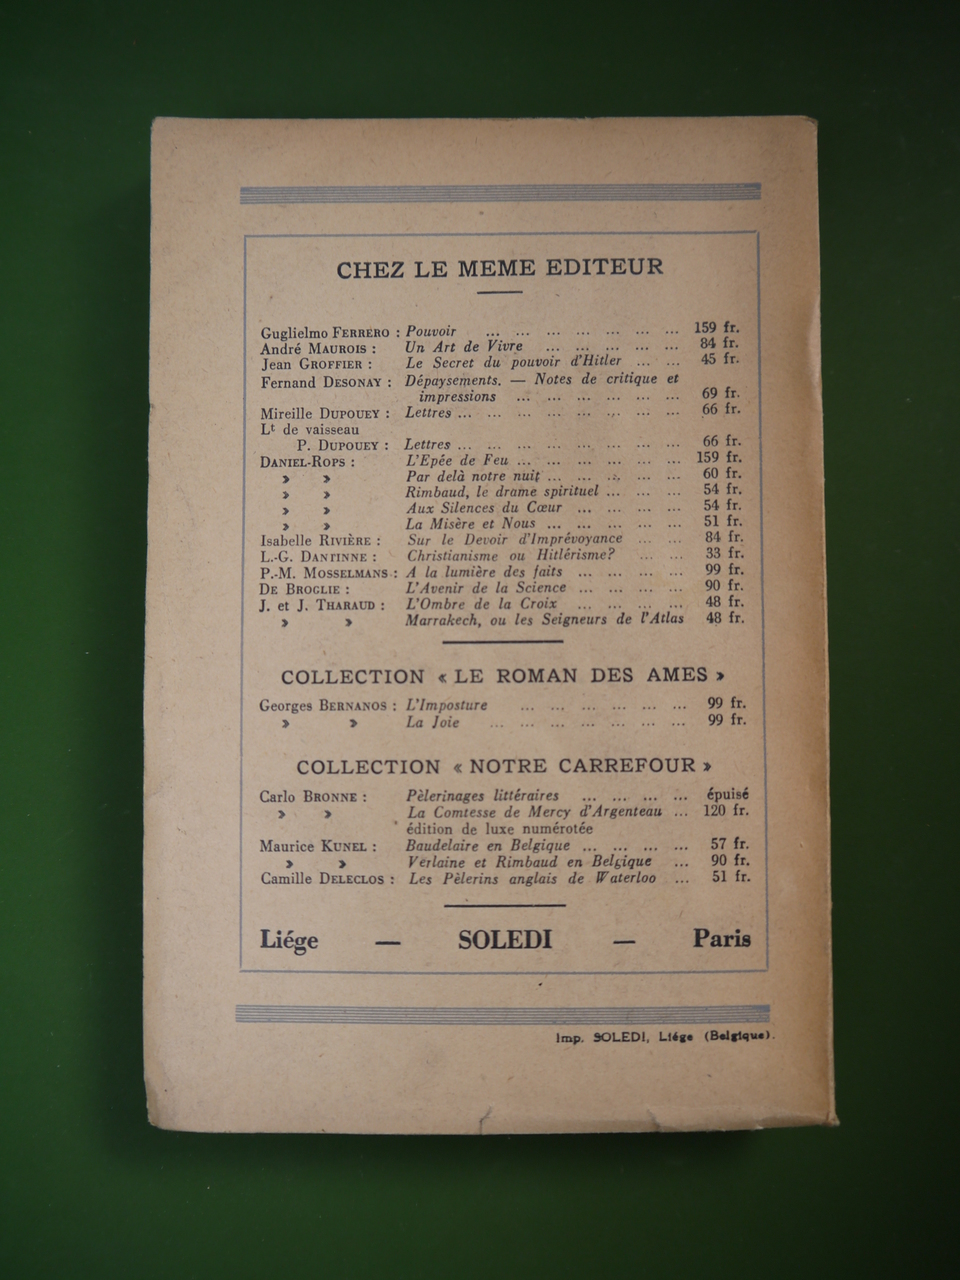 CHEZ LE MEME EDITEUR
Guglielmo FERRERO : Pouvoir ... ... ... ... ... ... ... 159 fr.
André MAUROIS : Un Art de Vivre ... ... ... ... ... 84 fr.
Jean GROFFIER : Le Secret du pouvoir d'Hitler ... ... 45 fr.
Fernand DESONAY : Dépaysements. — Notes de critique et
impressions ... ... ... ... ... ... 69 fr.
Mireille DUPOUEY : Lettres ... ... ... ... ... ... ... ... 66 fr.
Lt de vaisseau
P. DUPOUEY : Lettres ... ... ... ... ... ... ... ... 66 fr.
DANIEL-ROPS : L'Epée de Feu ... ... ... ... ... ... 159 fr.
» » Par delà notre nuit ... ... ... ... ... 60 fr.
» » Rimbaud, le drame spirituel ... ... ... 54 fr.
» » Aux Silences du Cœur ... ... ... ... 54 fr.
» » La Misère et Nous ... ... ... ... ... 51 fr.
Isabelle RIVIÈRE : Sur le Devoir d'Imprévoyance ... ... 84 fr.
L.-G. DANTINNE : Christianisme ou Hitlérisme? ... ... 33 fr.
P.-M. MOSSELMANS : A la lumière des faits ... ... ... ... 99 fr.
DE BROGLIE : L'Avenir de la Science ... ... ... ... 90 fr.
J. et J. THARAUD : L'Ombre de la Croix ... ... ... ... 48 fr.
» » Marrakech, ou les Seigneurs de l'Atlas 48 fr.
COLLECTION « LE ROMAN DES AMES »
Georges BERNANOS : L'Imposture ... ... ... ... ... ... 99 fr.
» » La Joie ... ... ... ... ... ... ... 99 fr.
COLLECTION « NOTRE CARREFOUR »
Carlo BRONNE : Pèlerinages littéraires ... ... ... ... épuisé
» » La Comtesse de Mercy d'Argenteau ... 120 fr.
édition de luxe numérotée
Maurice KUNEL : Baudelaire en Belgique ... ... ... ... 57 fr.
» » Verlaine et Rimbaud en Belgique ... 90 fr.
Camille DELECLOS : Les Pèlerins anglais de Waterloo ... 51 fr.
Liége — SOLEDI — Paris
Imp. SOLEDI, Liége (Belgique).